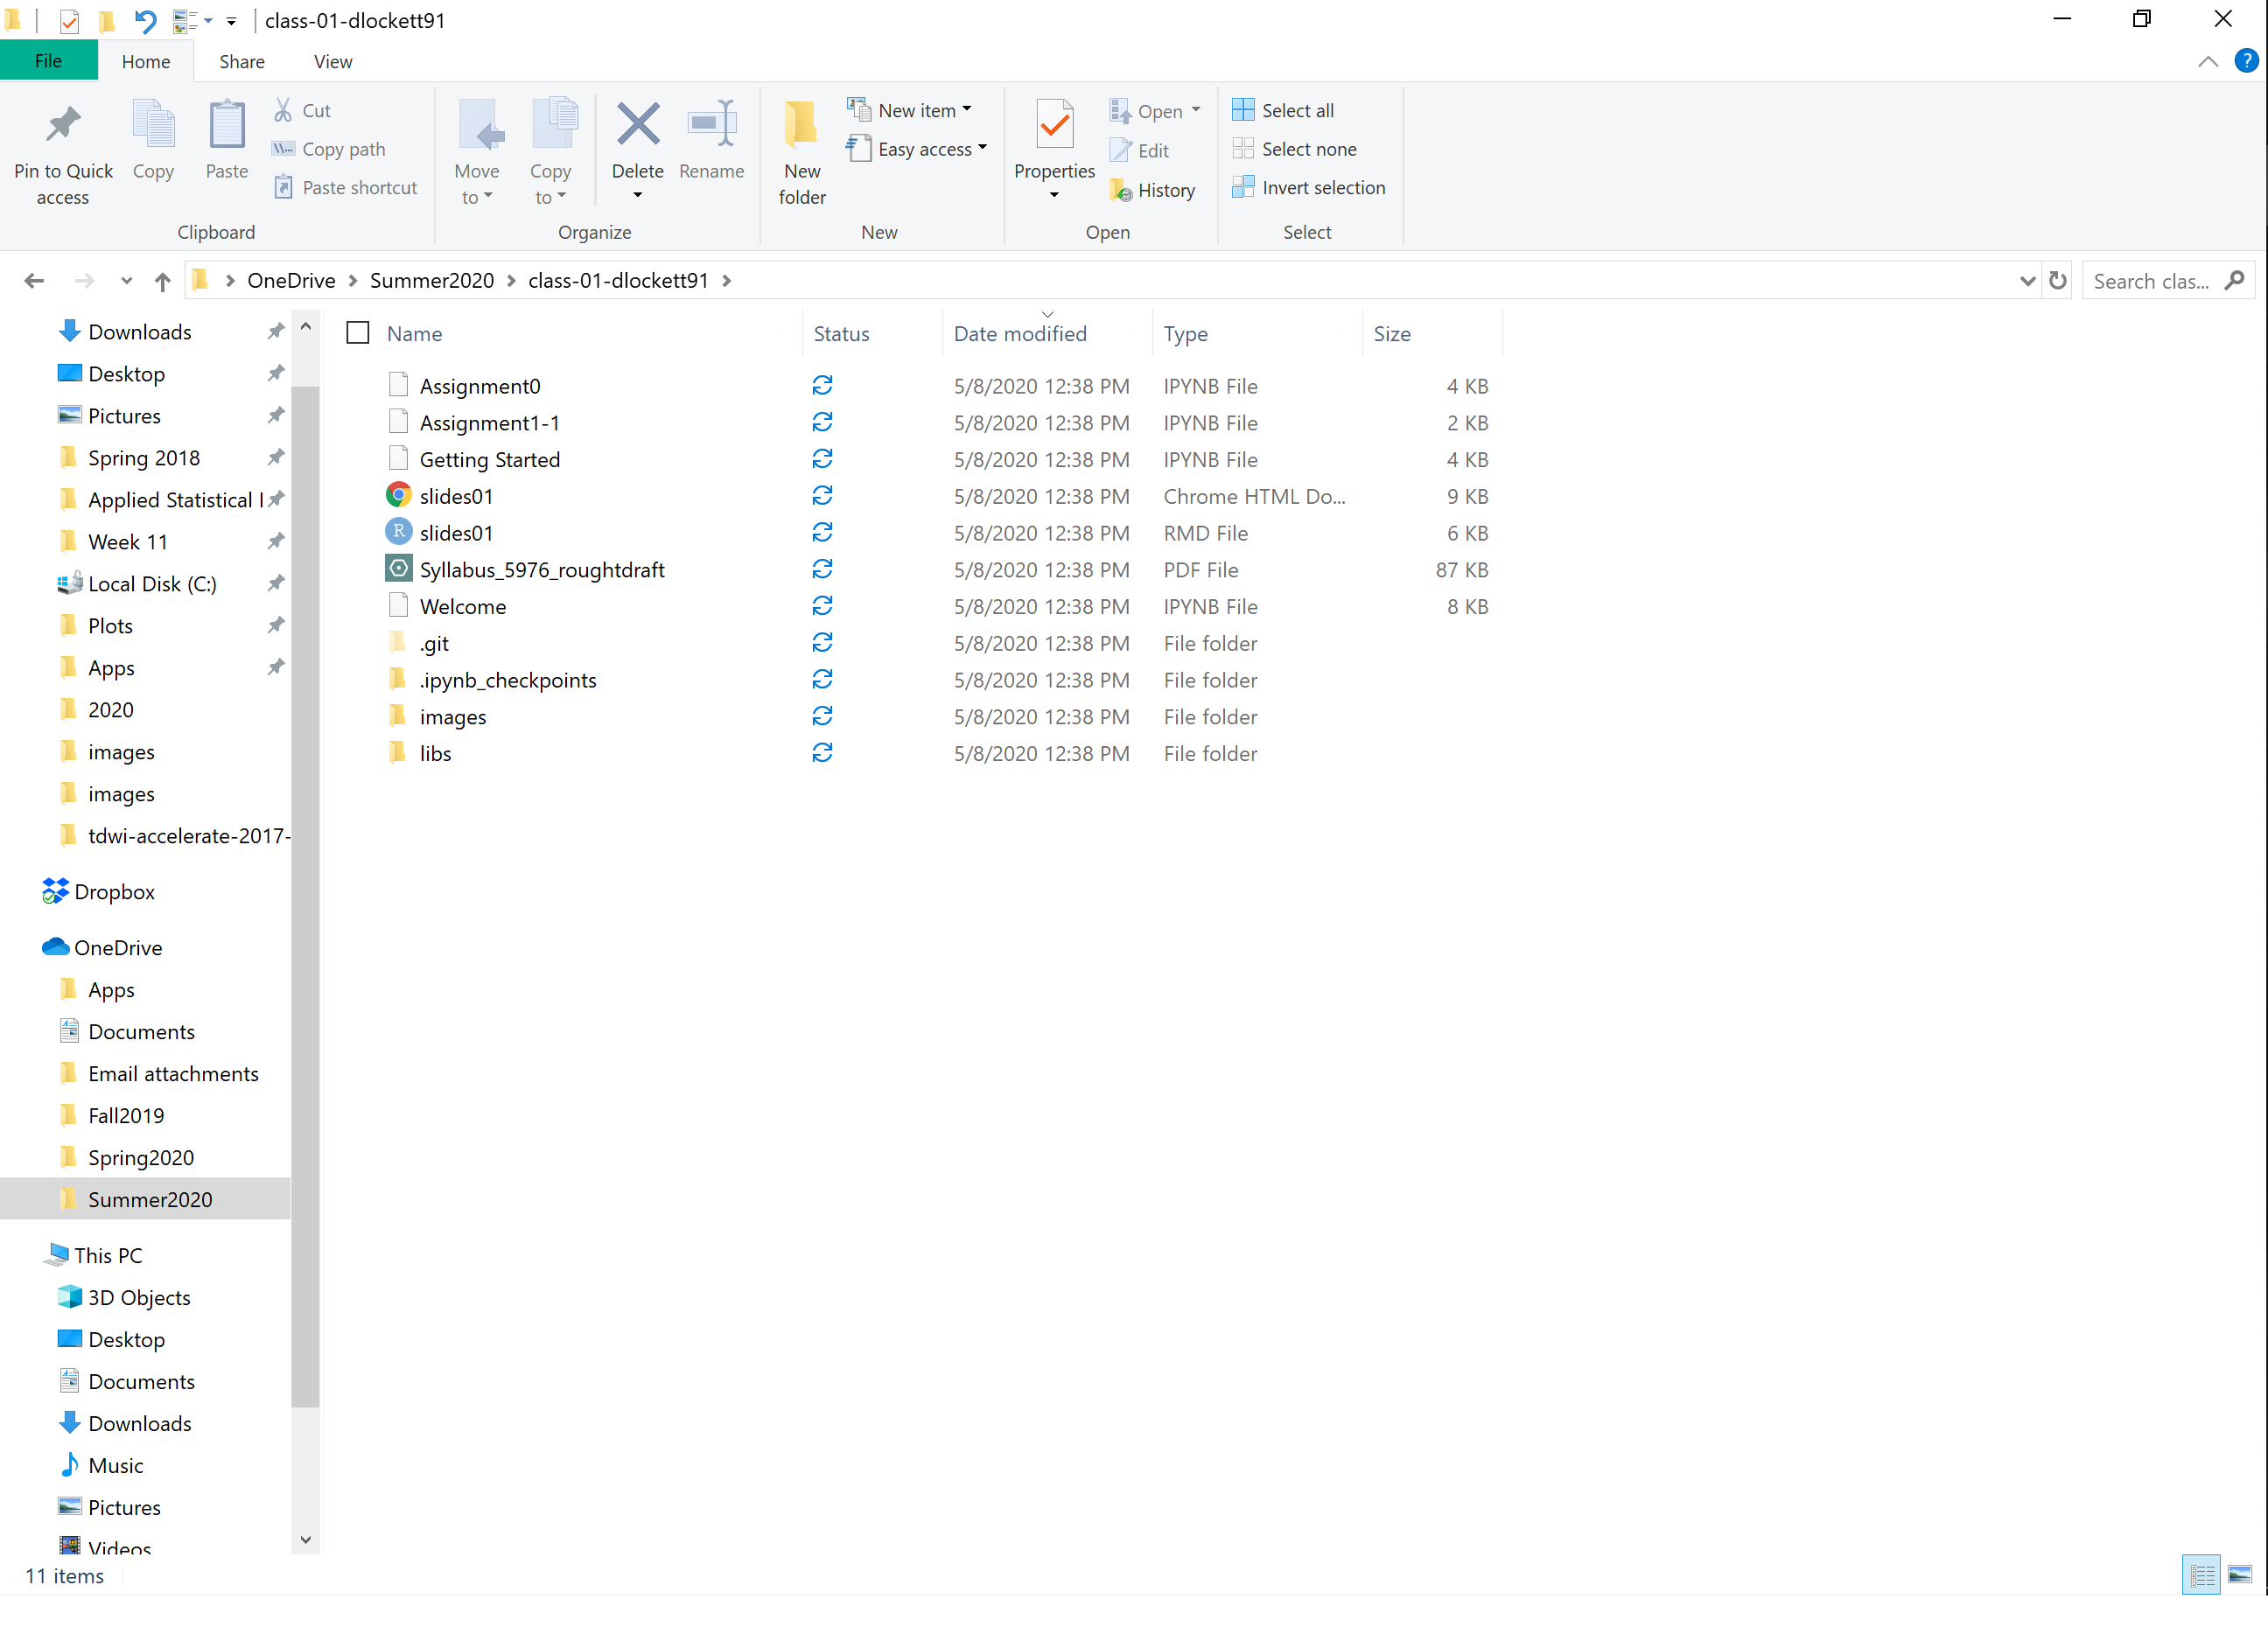 class-01-dlockett91
File Home Share View
?
Pin to Quick access
Copy
Paste
Cut
Copy path
Paste shortcut
Clipboard
Move to
Copy to
Delete
Rename
Organize
New folder
New item
Easy access
New
Properties
Open
Edit
History
Open
Select all
Select none
Invert selection
Select
OneDrive > Summer2020 > class-01-dlockett91 >
Search clas...
Downloads
Desktop
Pictures
Spring 2018
Applied Statistical I
Week 11
Local Disk (C:)
Plots
Apps
2020
images
images
tdwi-accelerate-2017-
Dropbox
OneDrive
Apps
Documents
Email attachments
Fall2019
Spring2020
Summer2020
This PC
3D Objects
Desktop
Documents
Downloads
Music
Pictures
Videos
Name Status Date modified Type Size
Assignment0 5/8/2020 12:38 PM IPYNB File 4 KB
Assignment1-1 5/8/2020 12:38 PM IPYNB File 2 KB
Getting Started 5/8/2020 12:38 PM IPYNB File 4 KB
slides01 5/8/2020 12:38 PM Chrome HTML Do... 9 KB
R slides01 5/8/2020 12:38 PM RMD File 6 KB
Syllabus_5976_roughtdraft 5/8/2020 12:38 PM PDF File 87 KB
Welcome 5/8/2020 12:38 PM IPYNB File 8 KB
.git 5/8/2020 12:38 PM File folder
.ipynb_checkpoints 5/8/2020 12:38 PM File folder
images 5/8/2020 12:38 PM File folder
libs 5/8/2020 12:38 PM File folder
11 items